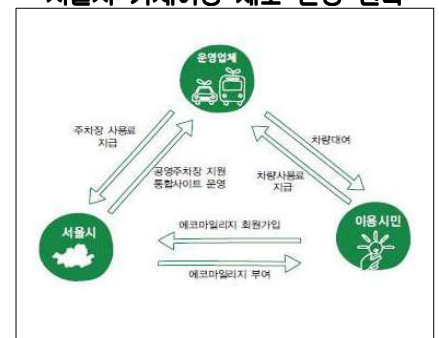 운영업체
주차장 사용료
지급
차량대여
공영주차장 지원
통합사이트 운영
차량사용료
지급
서울시
이용시민
에코마일리지 회원가입
에코마일리지 부여